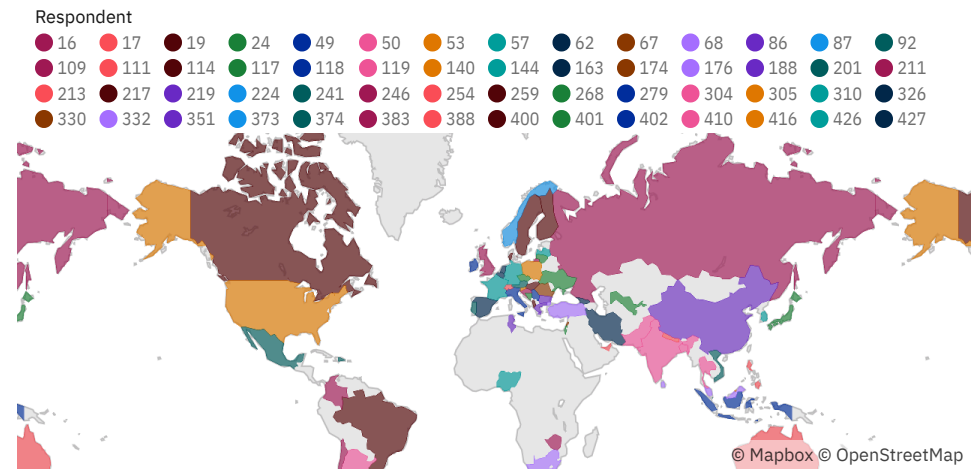 Respondent
16 17 19 24 49 50 53 57 62 67 68 86 87 92
109 111 114 117 118 119 140 144 163 174 176 188 201 211
213 217 219 224 241 246 254 259 268 279 304 305 310 326
330 332 351 373 374 383 388 400 401 402 410 416 426 427
© Mapbox © OpenStreetMap